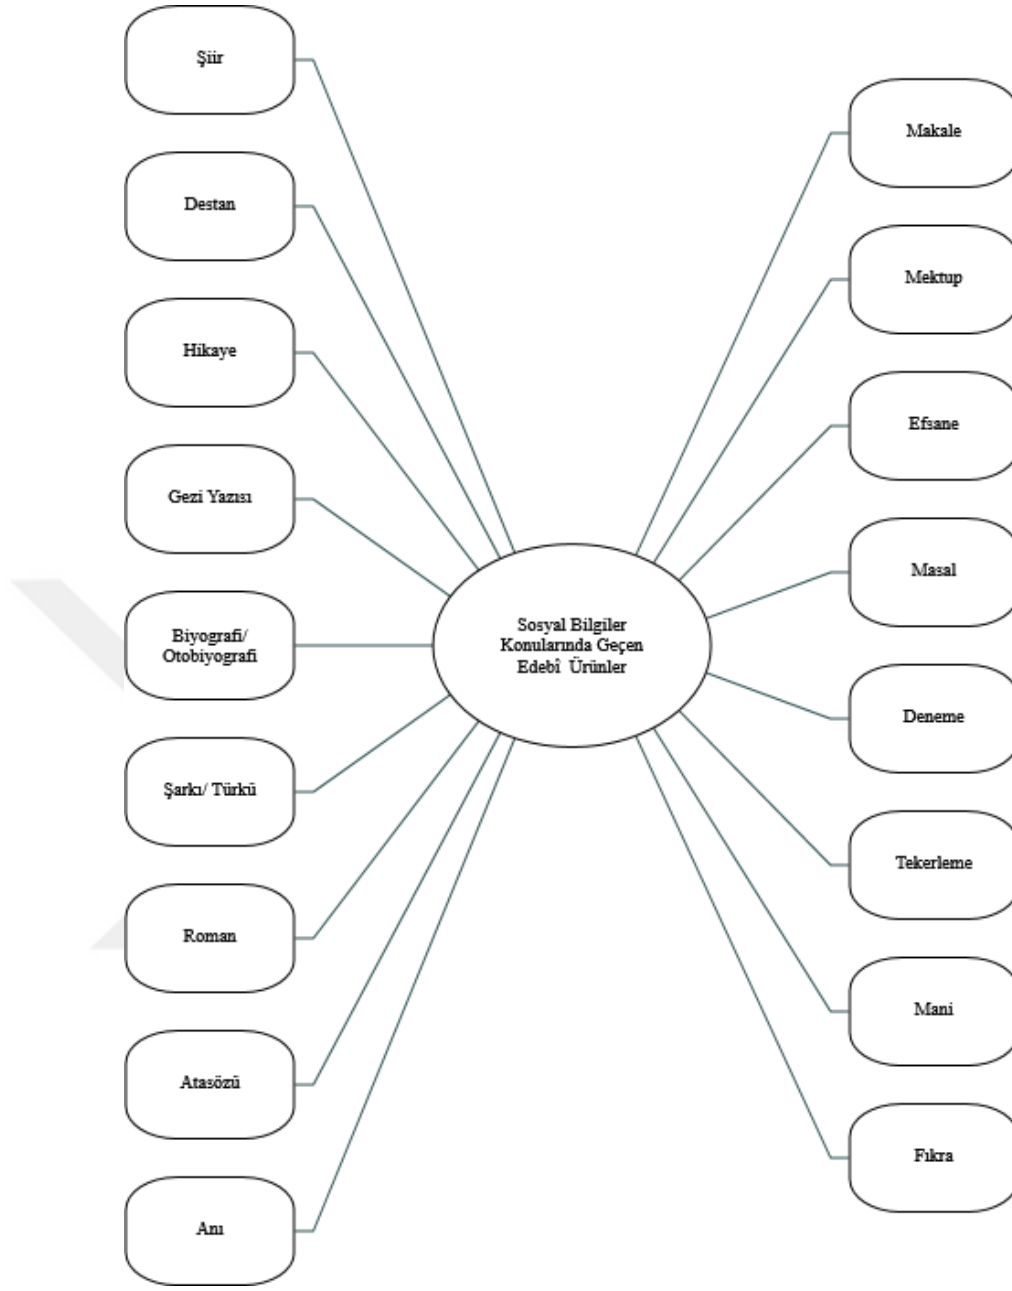 Şiir
Destan
Hikaye
Gezi Yazısı
Biyografi/
Otobiyografi
Şarkı/ Türkü
Roman
Atasözü
Anı
Sosyal Bilgiler
Konularında Geçen
Edebî  Ürünler
Makale
Mektup
Efsane
Masal
Deneme
Tekerleme
Mani
Fıkra